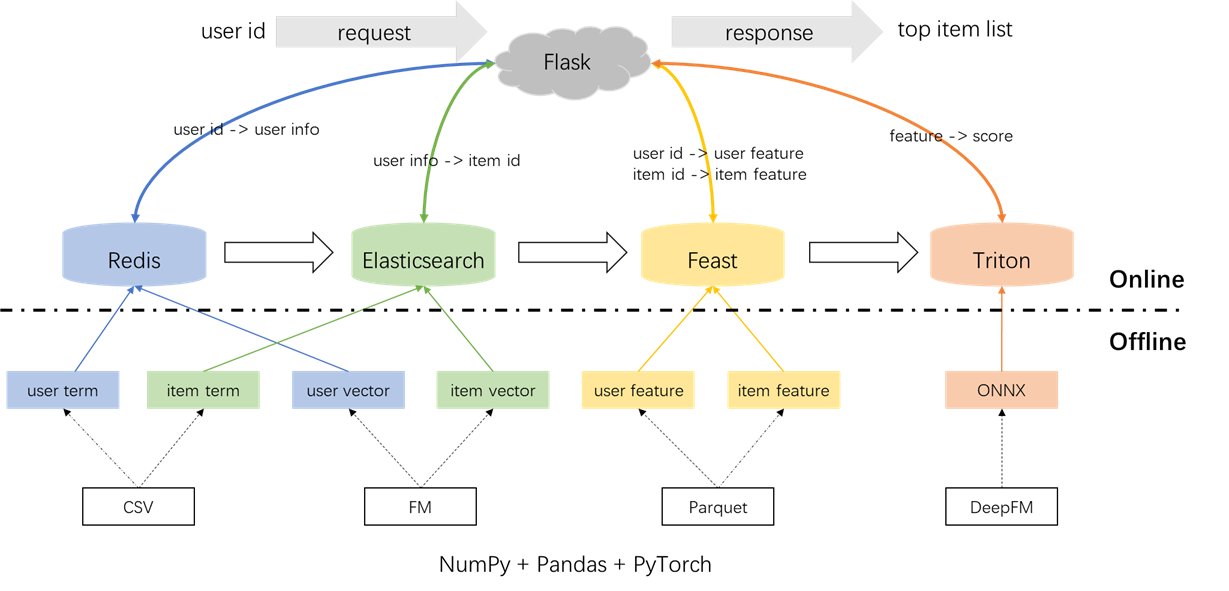 user id
request
Flask
response
top item list
user id -> user info
user info -> item id
user id -> user feature
item id -> item feature
feature -> score
Redis
Elasticsearch
Feast
Triton
Online
Offline
user term
item term
user vector
item vector
user feature
item feature
ONNX
CSV
FM
Parquet
DeepFM
NumPy + Pandas + PyTorch